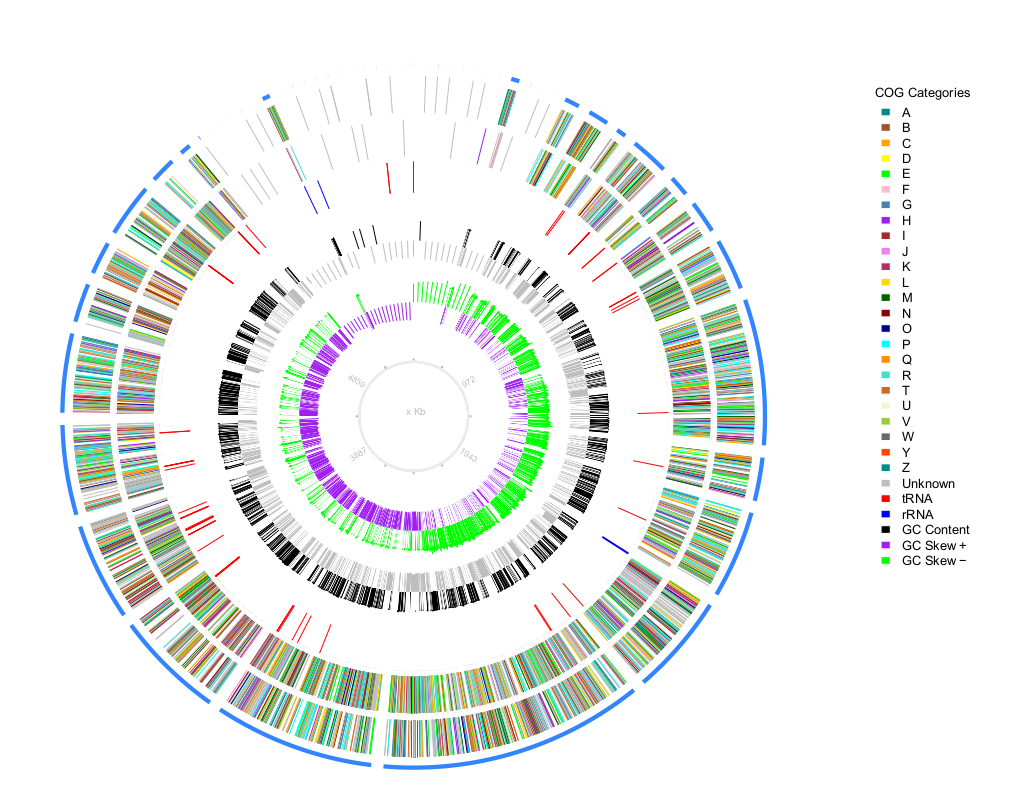 COG Categories
A
B
C
D
E
F
G
H
I
J
K
L
M
N
O
P
Q
R
T
U
V
W
Y
Z
Unknown
tRNA
rRNA
GC Content
GC Skew +
GC Skew −
4859
972
x Kb
3887
1943